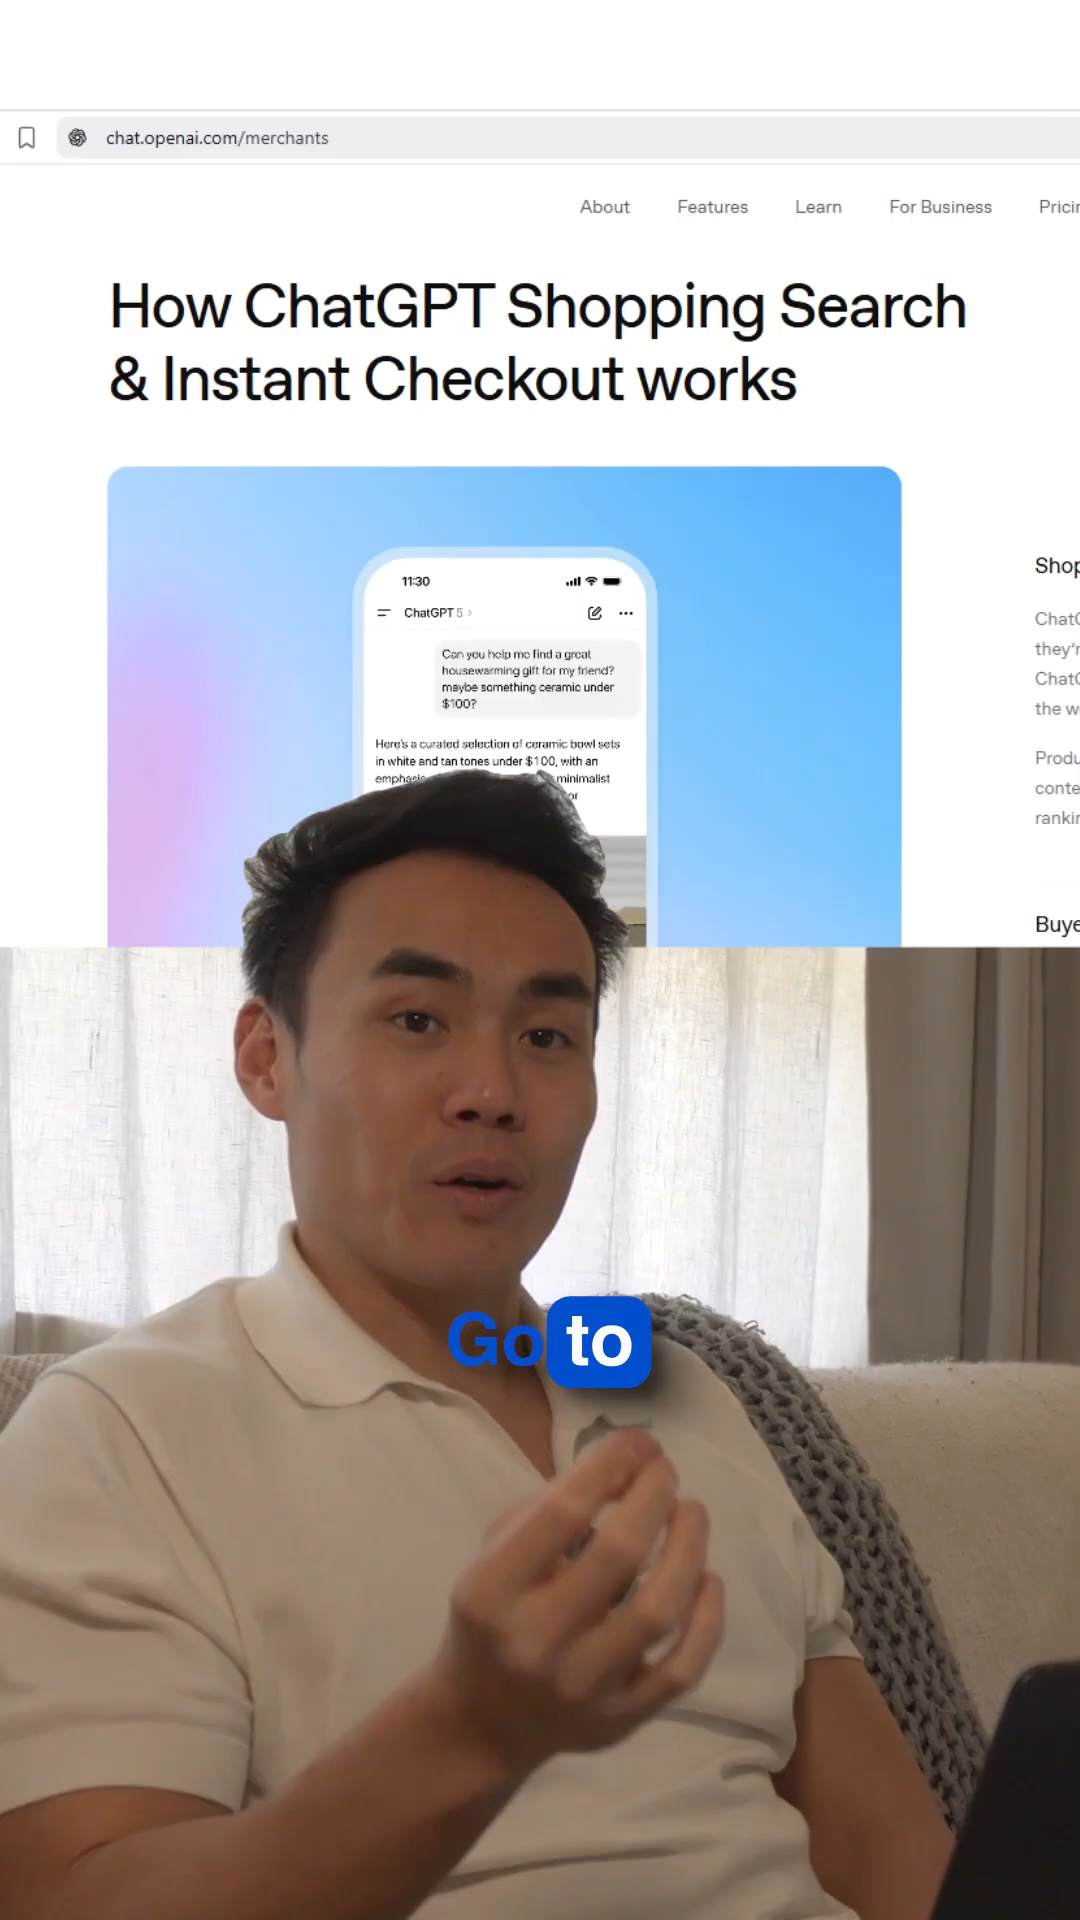 chat.openai.com/merchants
About Features Learn For Business
How ChatGPT Shopping Search
& Instant Checkout works
11:30
ChatGPT 5 >
Can you help me find a great
housewarming gift for my friend?
maybe something ceramic under
$100?
Here's a curated selection of ceramic bowl sets
in white and tan tones under $100, with an
minimalist
or
the
Go to